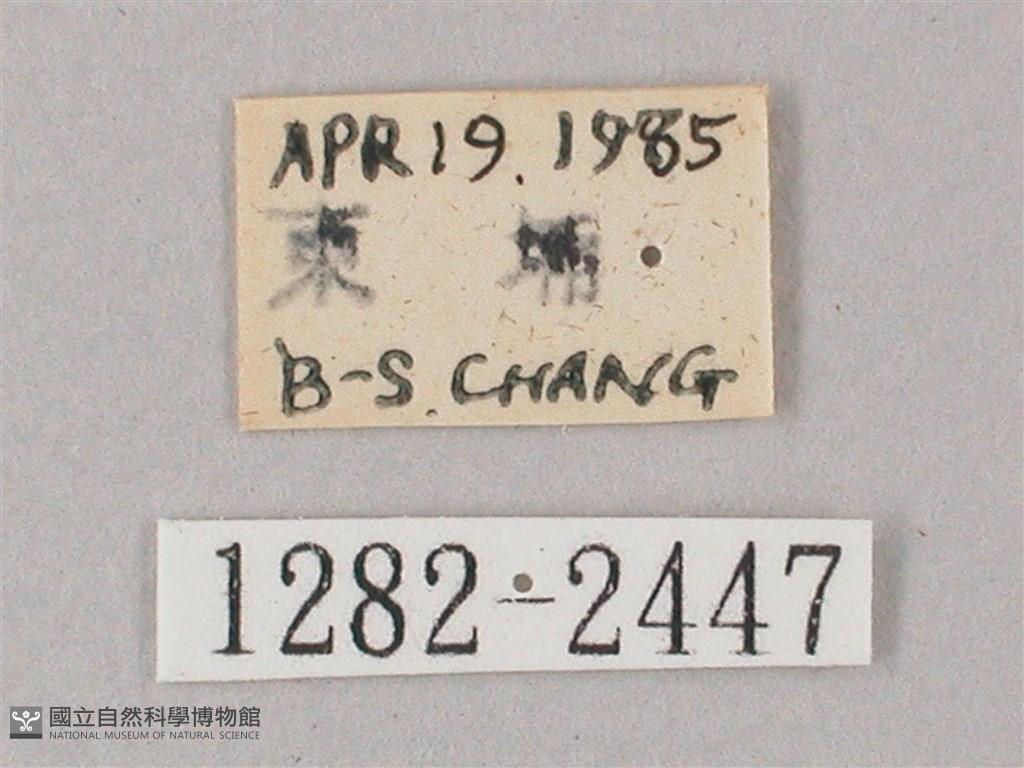 APR 19. 1985
東 埔
B-S. CHANG
1282-2447
國立自然科學博物館
NATIONAL MUSEUM OF NATURAL SCIENCE